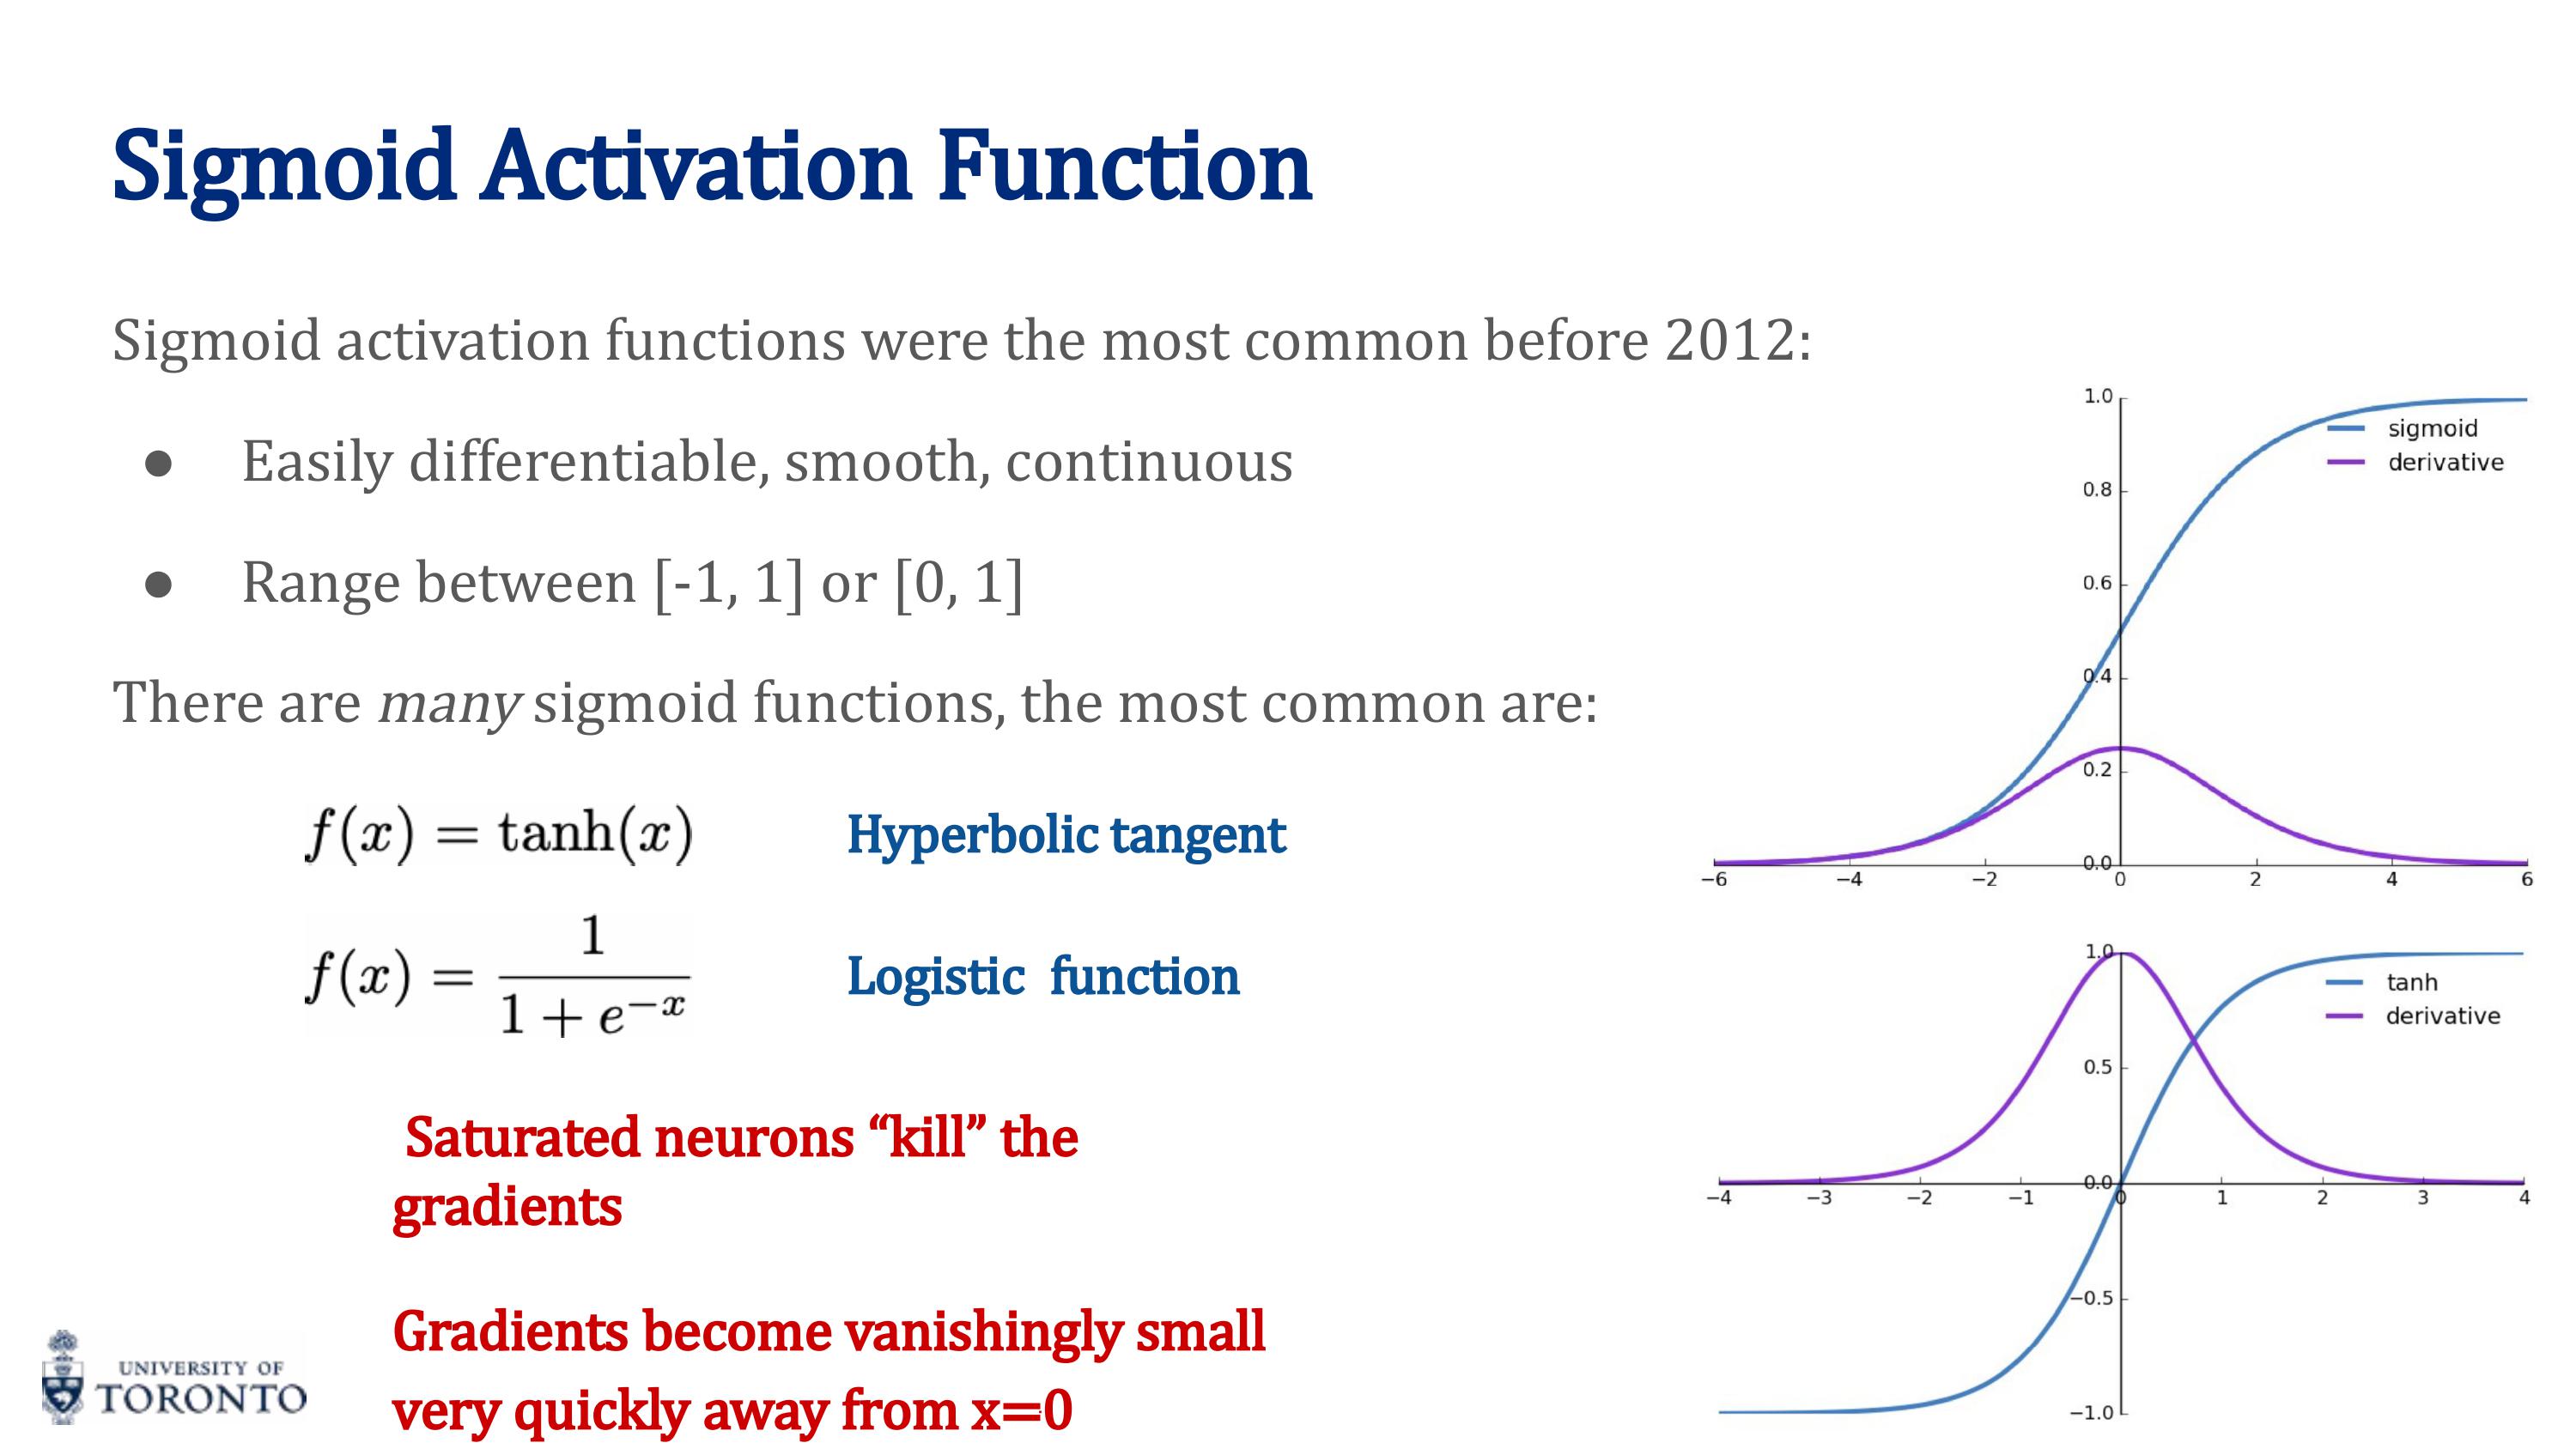 Sigmoid Activation Function
Sigmoid activation functions were the most common before 2012:
● Easily differentiable, smooth, continuous
● Range between [-1, 1] or [0, 1]
There are many sigmoid functions, the most common are:
f(x) = tanh(x) Hyperbolic tangent
f(x) = 1 / (1 + e^{-x}) Logistic function
Saturated neurons “kill” the
gradients
Gradients become vanishingly small
very quickly away from x=0
UNIVERSITY OF
TORONTO
1.0
sigmoid
derivative
0.8
0.6
0.4
0.2
0.0
−6 −4 −2 0 2 4 6
1.0
tanh
derivative
0.5
0.0
−4 −3 −2 −1 0 1 2 3 4
−0.5
−1.0